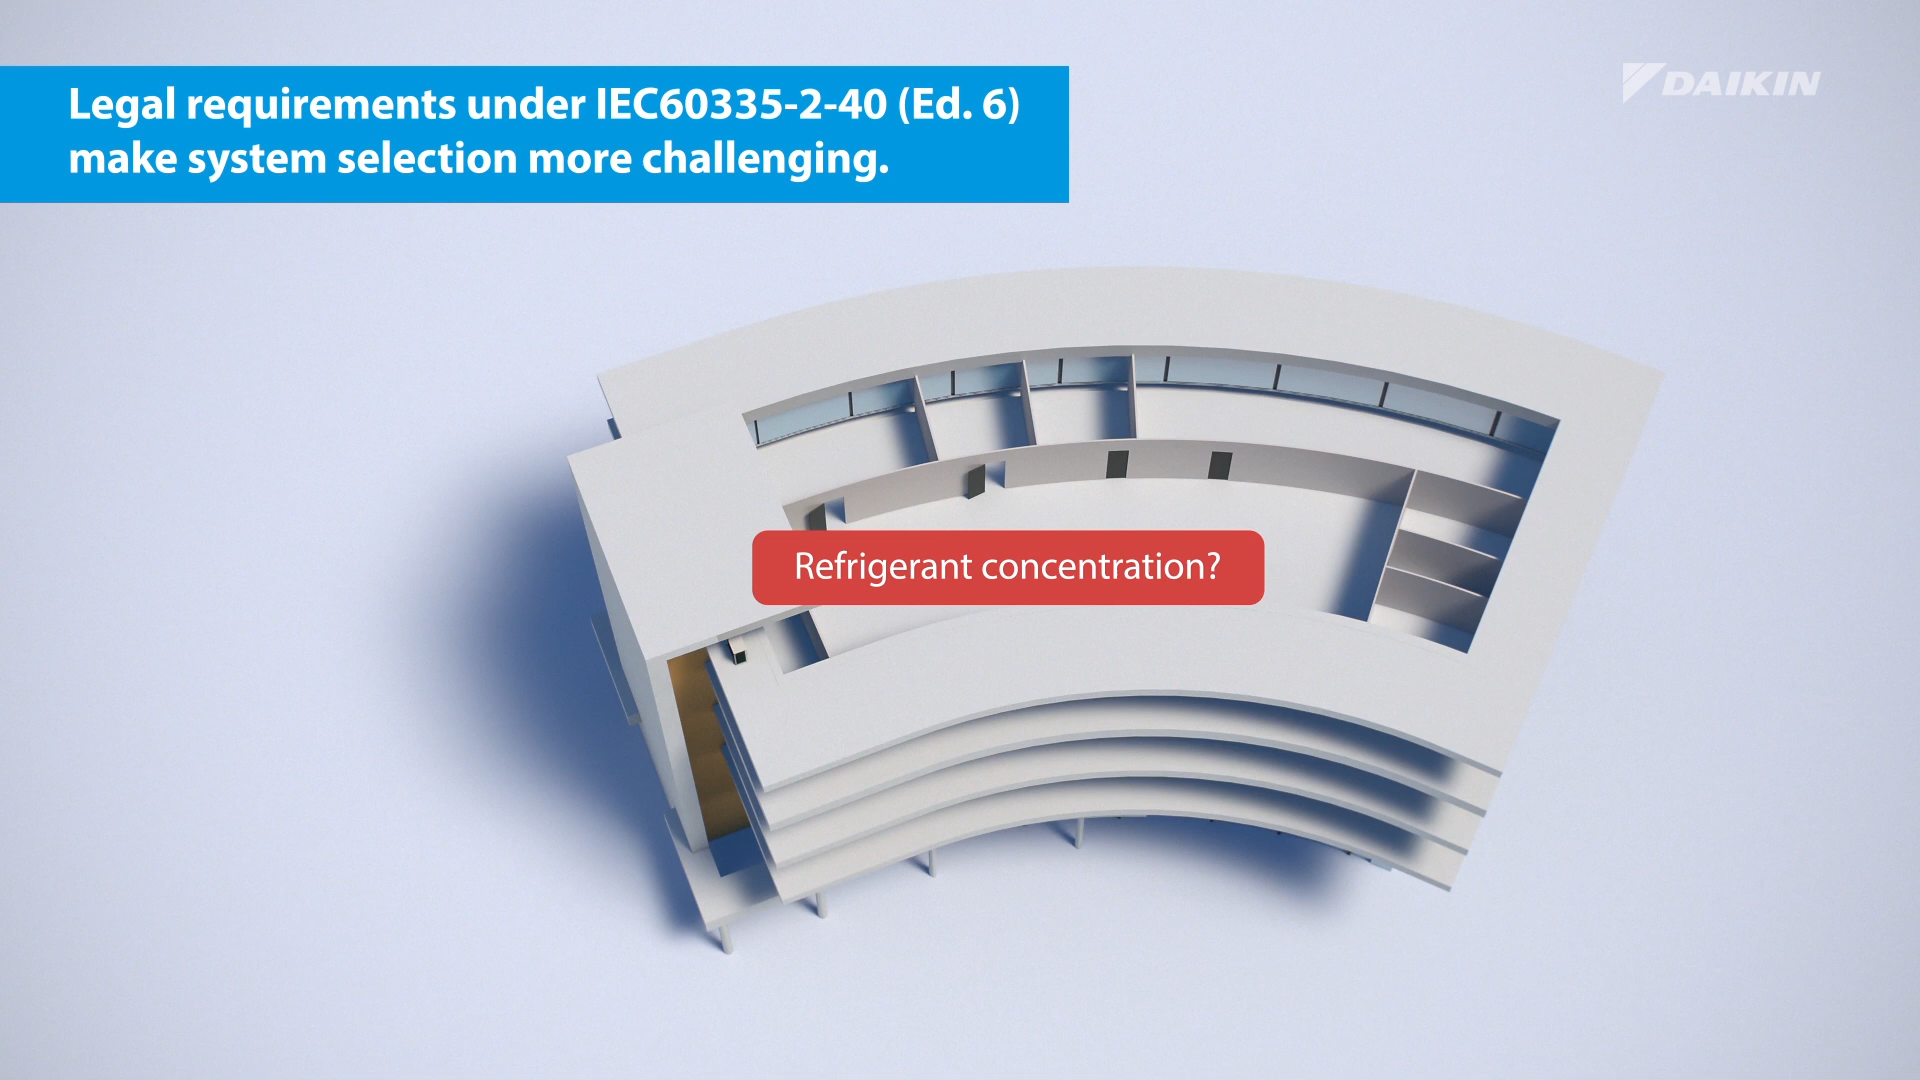 Legal requirements under IEC60335-2-40 (Ed. 6)
make system selection more challenging.
DAIKIN
Refrigerant concentration?